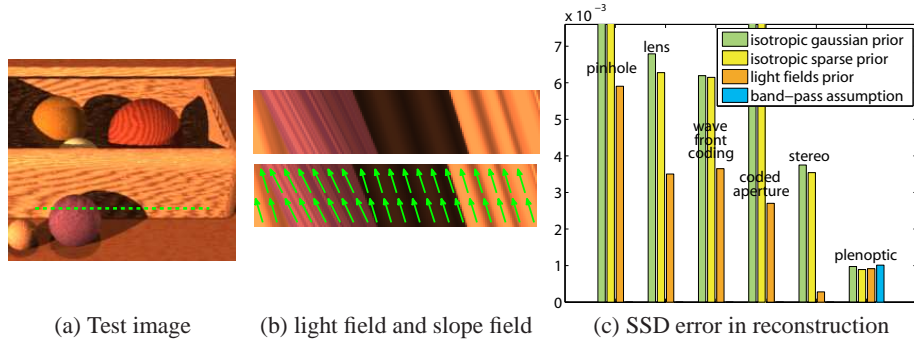 x 10⁻³
7
6
5
4
3
2
1
0
isotropic gaussian prior
isotropic sparse prior
light fields prior
band−pass assumption
pinhole
lens
wave
front
coding
coded
aperture
stereo
plenoptic
(a) Test image
(b) light field and slope field
(c) SSD error in reconstruction